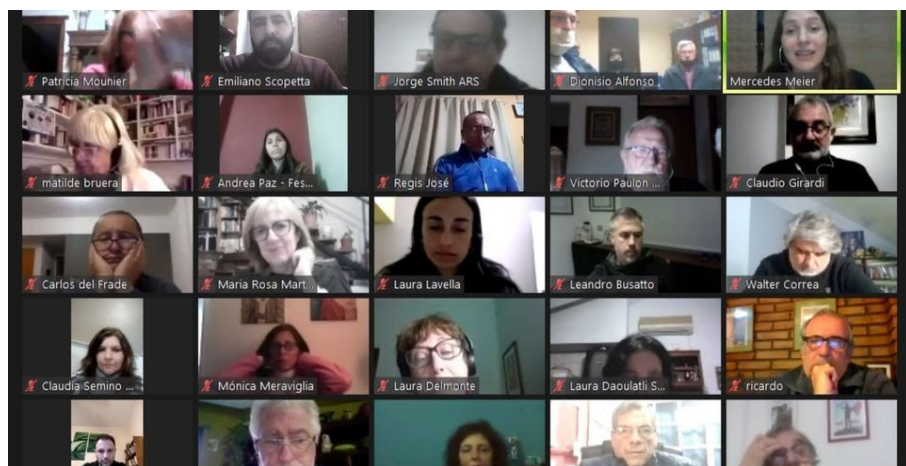 Patricia Mounier
Emiliano Scopetta
Jorge Smith ARS
Dionisio Alfonso
Mercedes Meier
matilde bruera
Andrea Paz - Fes...
Regis José
Victorio Paulon ...
Claudio Girardi
Carlos del Frade
Maria Rosa Mart...
Laura Lavella
Leandro Busatto
Walter Correa
Claudia Semino ...
Mónica Meraviglia
Laura Delmonte
Laura Daoulatli S...
ricardo